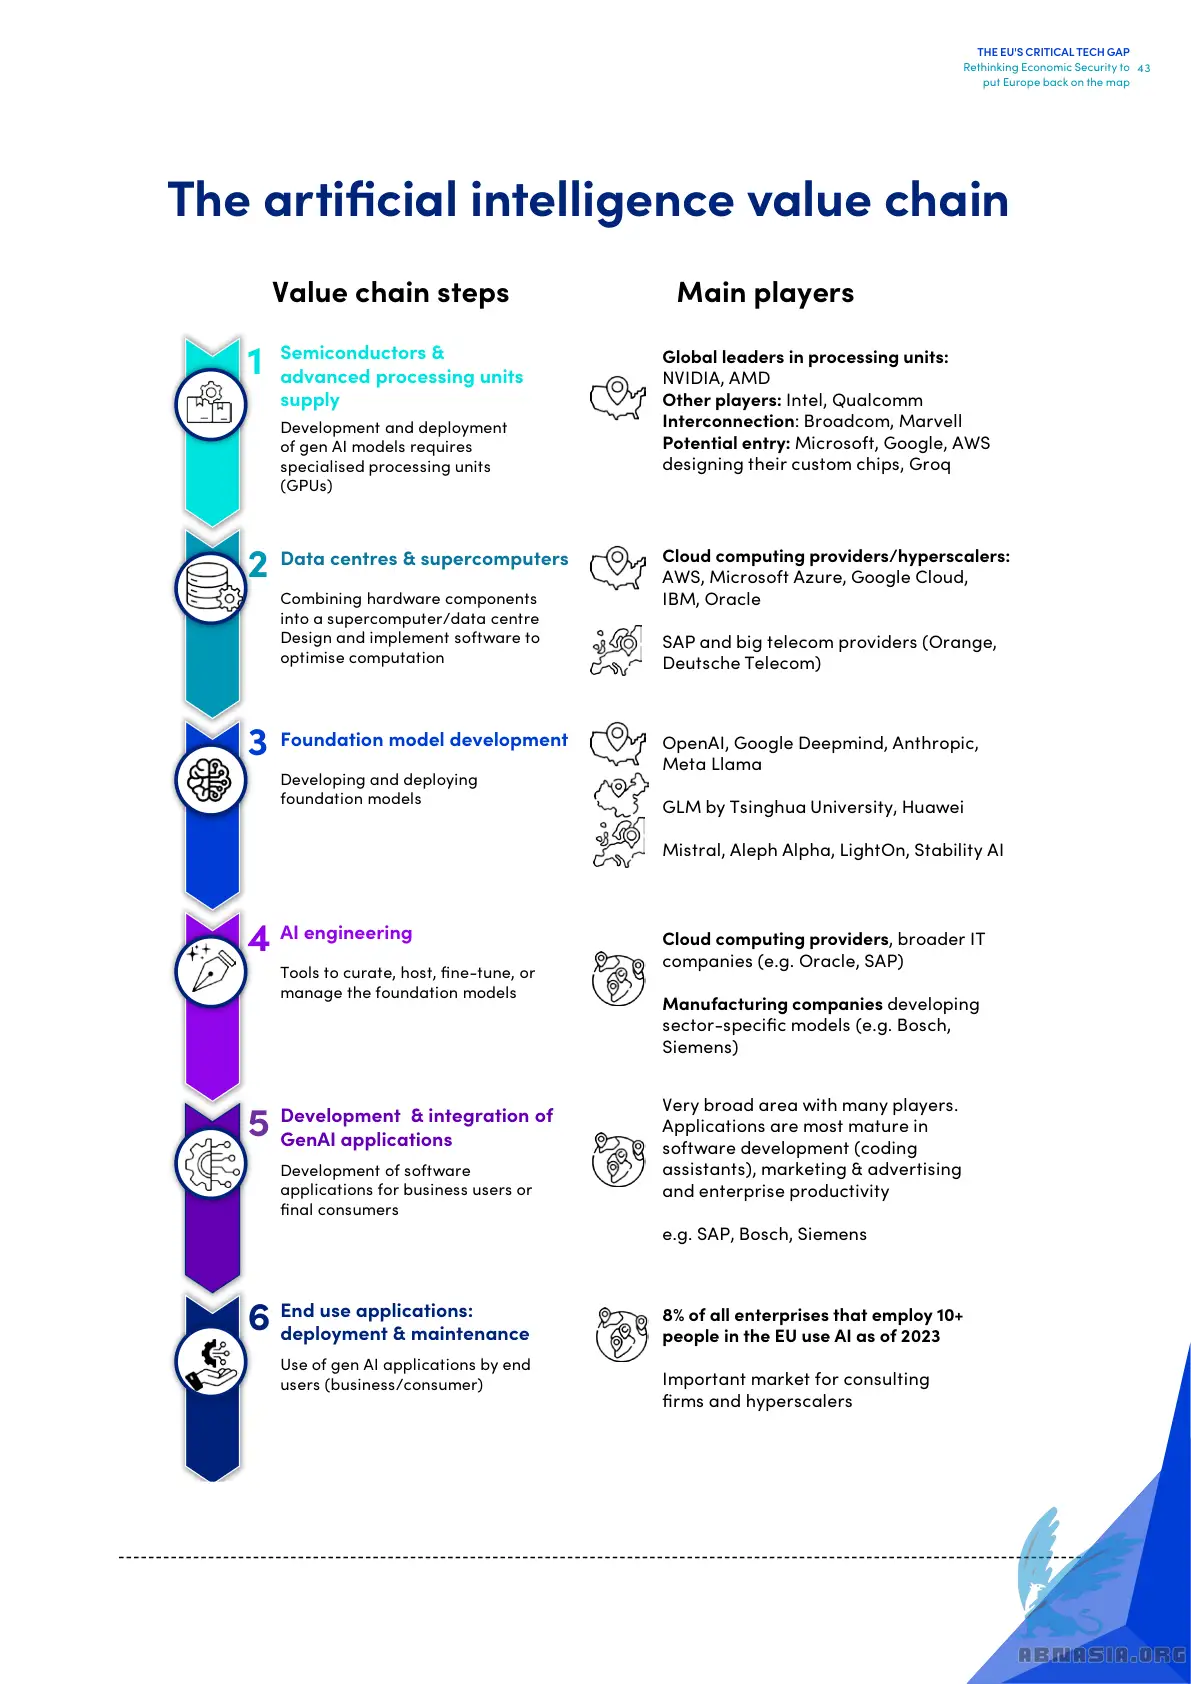 THE EU'S CRITICAL TECH GAP
Rethinking Economic Security to 43
put Europe back on the map
The artificial intelligence value chain
Value chain steps
Main players
1
Semiconductors &
advanced processing units
supply
Development and deployment
of gen AI models requires
specialised processing units
(GPUs)
Global leaders in processing units:
NVIDIA, AMD
Other players: Intel, Qualcomm
Interconnection: Broadcom, Marvell
Potential entry: Microsoft, Google, AWS
designing their custom chips, Groq
2
Data centres & supercomputers
Combining hardware components
into a supercomputer/data centre
Design and implement software to
optimise computation
Cloud computing providers/hyperscalers:
AWS, Microsoft Azure, Google Cloud,
IBM, Oracle
SAP and big telecom providers (Orange,
Deutsche Telecom)
3
Foundation model development
Developing and deploying
foundation models
OpenAI, Google Deepmind, Anthropic,
Meta Llama
GLM by Tsinghua University, Huawei
Mistral, Aleph Alpha, LightOn, Stability AI
4
AI engineering
Tools to curate, host, fine-tune, or
manage the foundation models
Cloud computing providers, broader IT
companies (e.g. Oracle, SAP)
Manufacturing companies developing
sector-specific models (e.g. Bosch,
Siemens)
5
Development & integration of
GenAI applications
Development of software
applications for business users or
final consumers
Very broad area with many players.
Applications are most mature in
software development (coding
assistants), marketing & advertising
and enterprise productivity
e.g. SAP, Bosch, Siemens
6
End use applications:
deployment & maintenance
Use of gen AI applications by end
users (business/consumer)
8% of all enterprises that employ 10+
people in the EU use AI as of 2023
Important market for consulting
firms and hyperscalers
ABNASIA.ORG